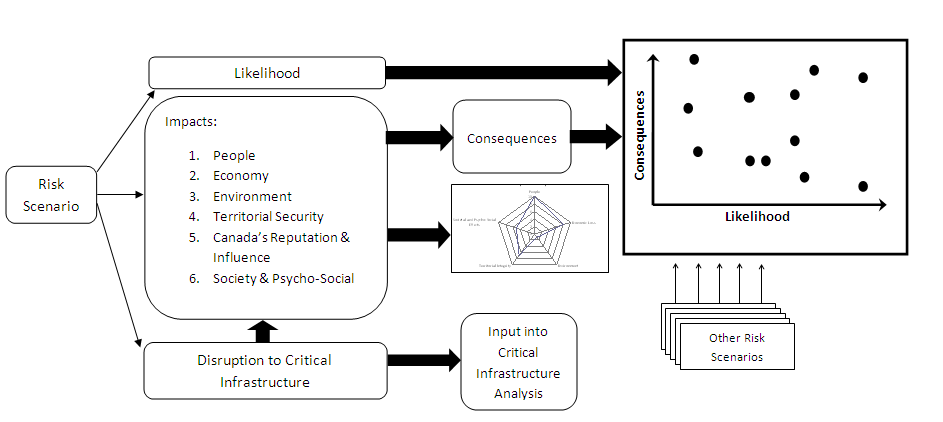 Likelihood
Impacts:
1. People
2. Economy
3. Environment
4. Territorial Security
5. Canada's Reputation &
Influence
6. Society & Psycho-Social
Risk
Scenario
Disruption to Critical
Infrastructure
Consequences
People
Input into
Critical
Infrastructure
Analysis
Consequences
Likelihood
Other Risk
Scenarios